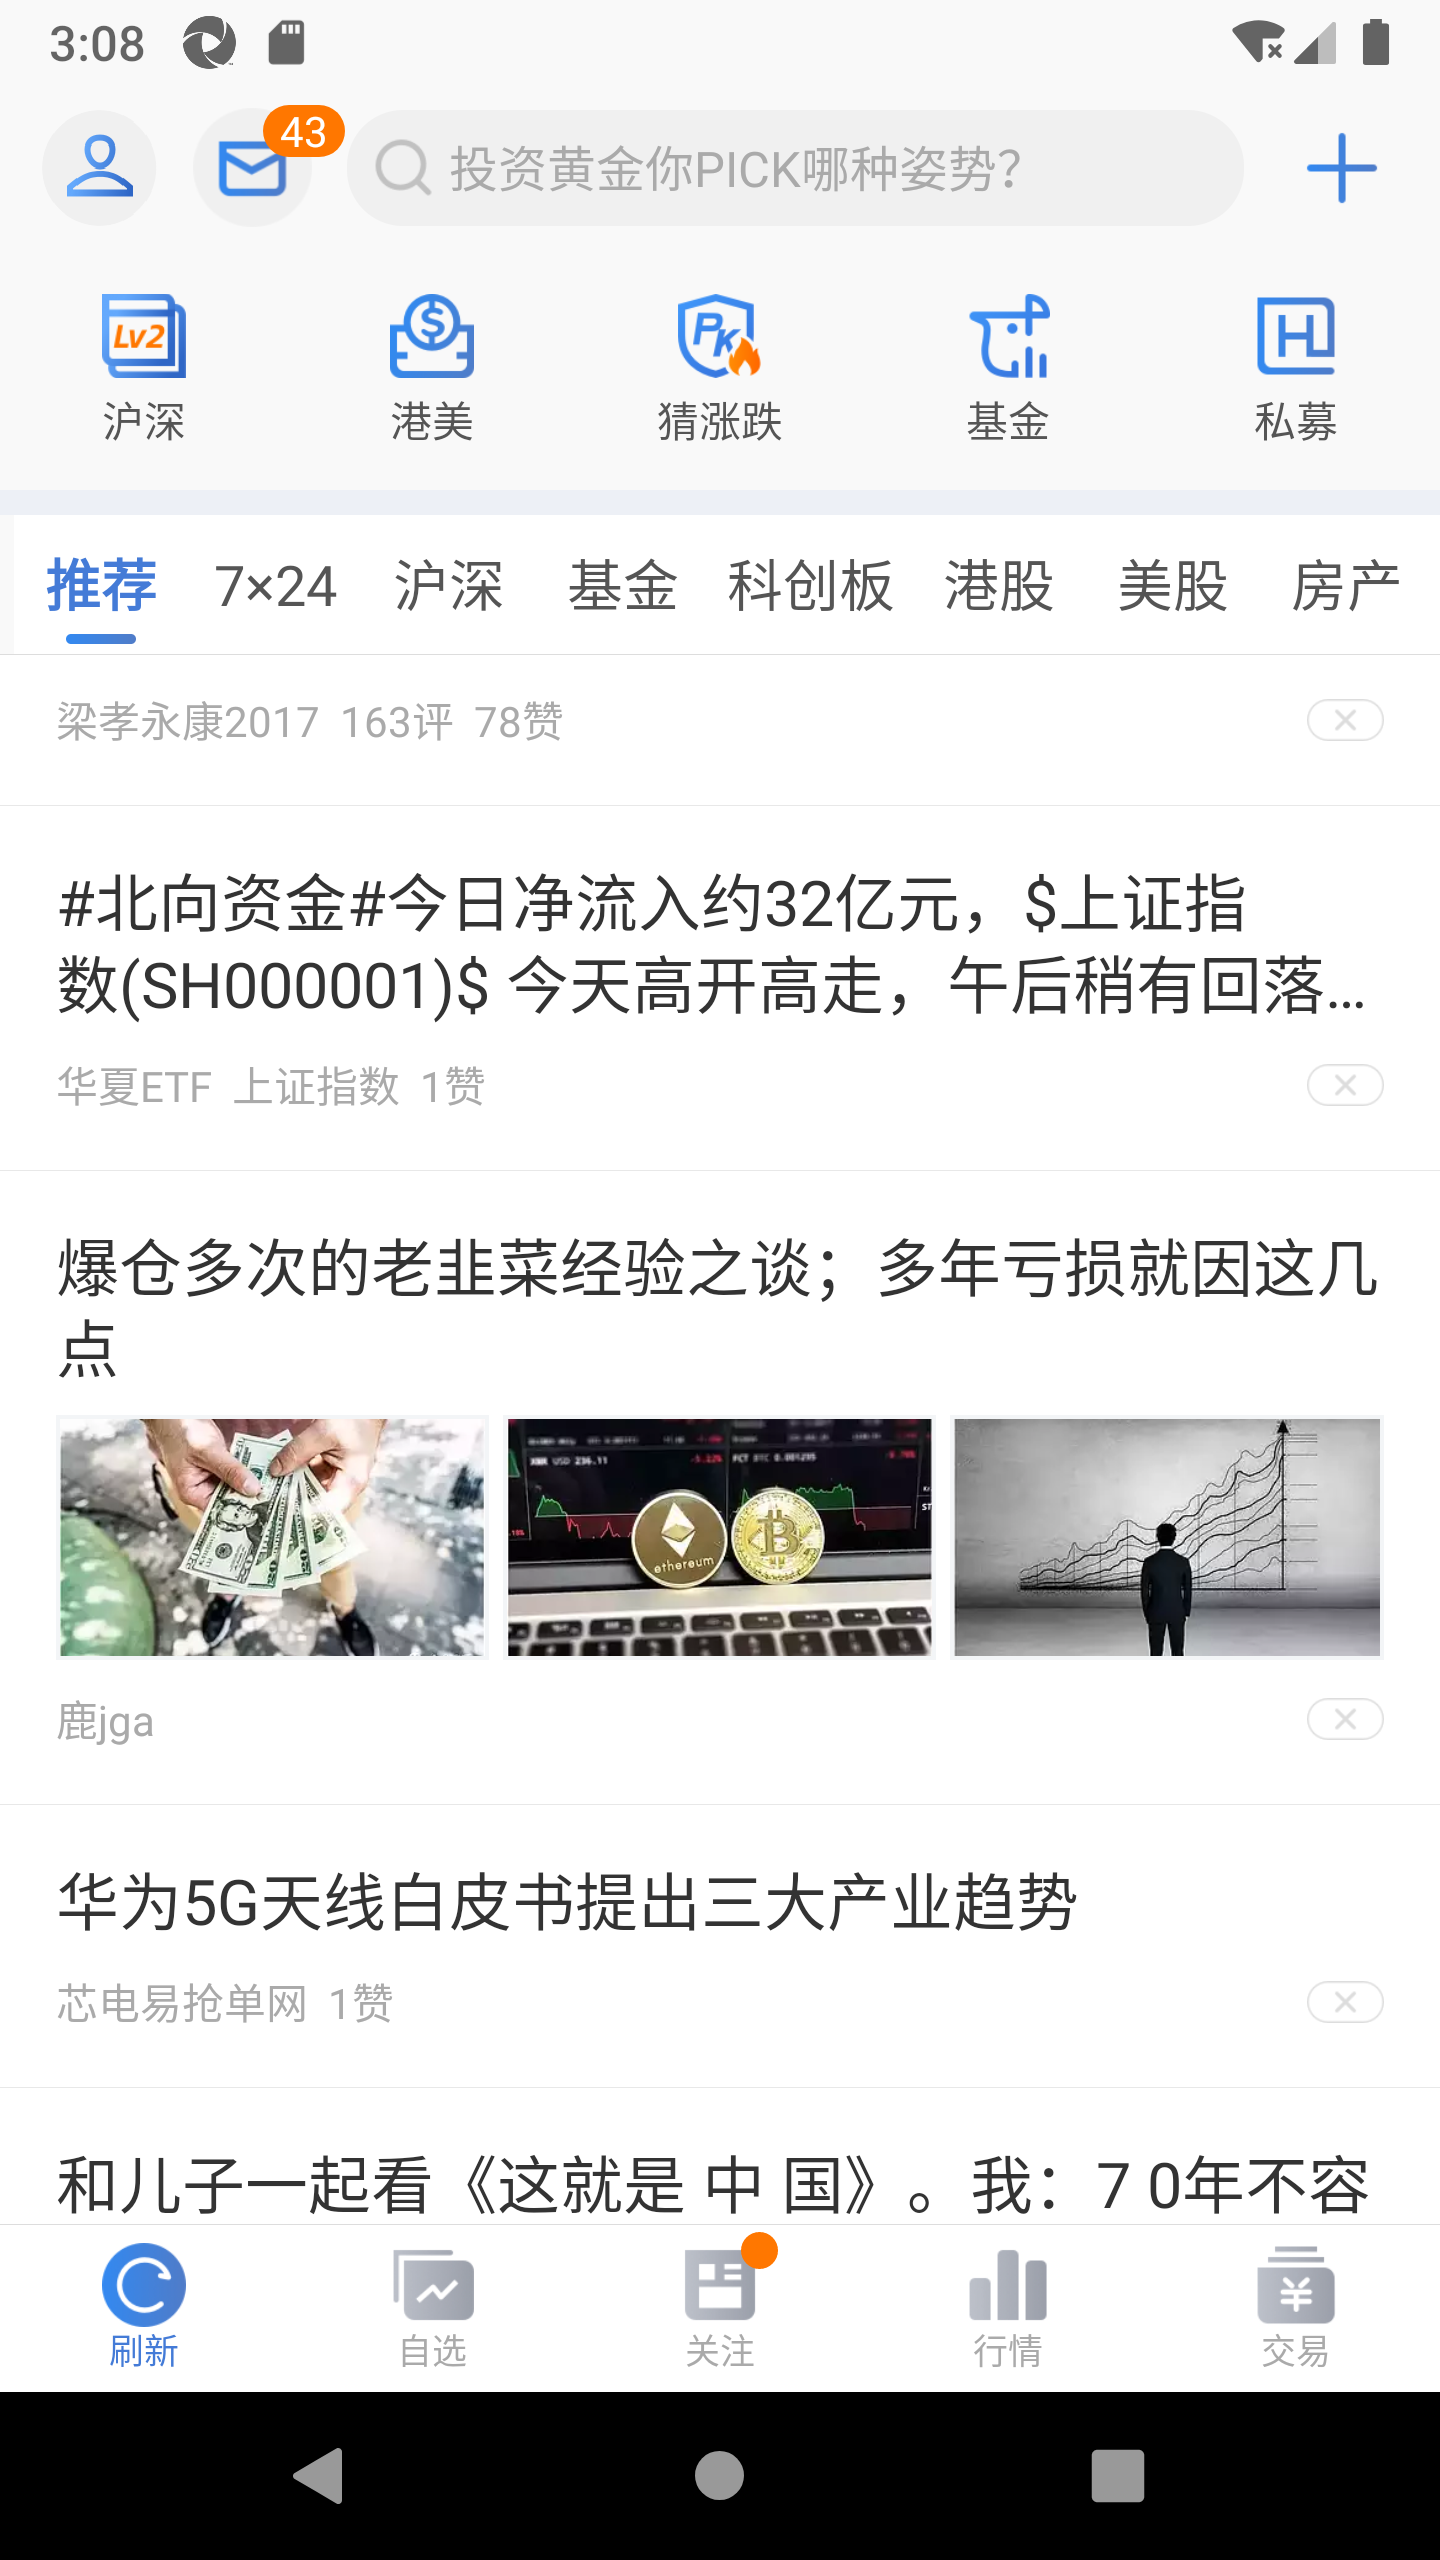 3:08
43
投资黄金你PICK哪种姿势?
Lv2
$
PK
H
沪深
港美
猜涨跌
基金
私募
推荐 7×24 沪深 基金 科创板 港股 美股 房产
梁孝永康2017 163评 78赞
#北向资金#今日净流入约32亿元，$上证指
数(SH000001)$ 今天高开高走，午后稍有回落...
华夏ETF 上证指数 1赞
爆仓多次的老韭菜经验之谈；多年亏损就因这几
点
ethereum
鹿jga
华为5G天线白皮书提出三大产业趋势
芯电易抢单网 1赞
和儿子一起看《这就是 中 国》。我：7 0年不容
刷新
自选
关注
行情
交易